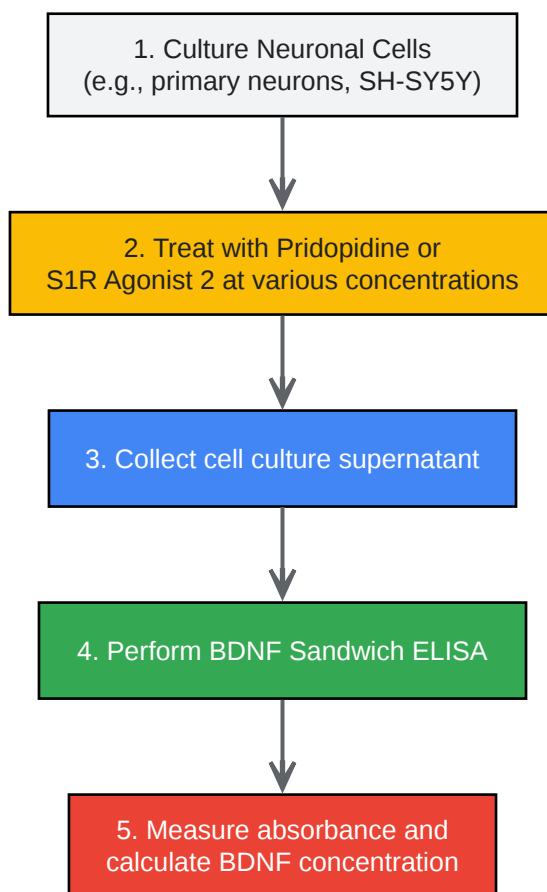 1. Culture Neuronal Cells
(e.g., primary neurons, SH-SY5Y)
2. Treat with Pridopidine or
S1R Agonist 2 at various concentrations
3. Collect cell culture supernatant
4. Perform BDNF Sandwich ELISA
5. Measure absorbance and
calculate BDNF concentration